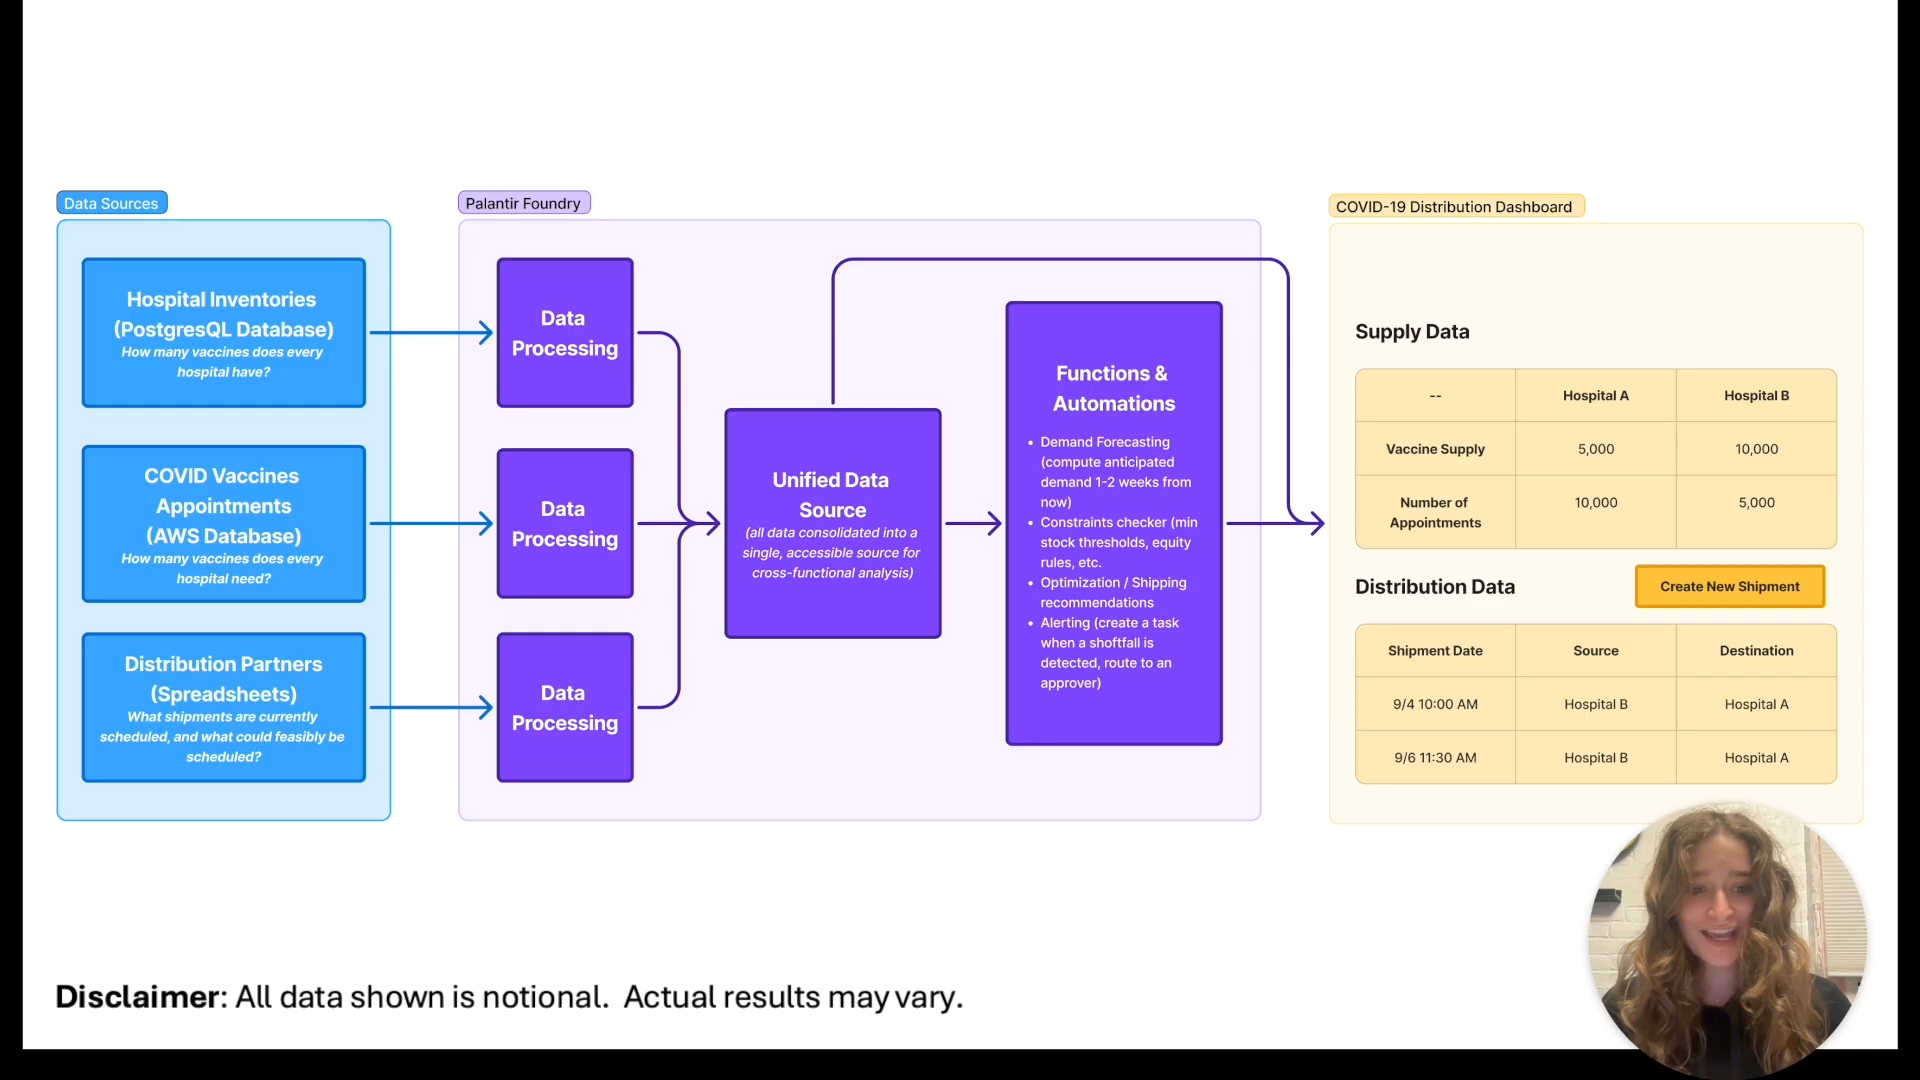 Data Sources
Hospital Inventories
(PostgresQL Database)
How many vaccines does every
hospital have?
COVID Vaccines
Appointments
(AWS Database)
How many vaccines does every
hospital need?
Distribution Partners
(Spreadsheets)
What shipments are currently
scheduled, and what could feasibly be
scheduled?
Palantir Foundry
Data
Processing
Data
Processing
Data
Processing
Unified Data
Source
(all data consolidated into a
single, accessible source for
cross-functional analysis)
Functions &
Automations
• Demand Forecasting
(compute anticipated
demand 1-2 weeks from
now)
• Constraints checker (min
stock thresholds, equity
rules, etc.
• Optimization / Shipping
recommendations
• Alerting (create a task
when a shoftfall is
detected, route to an
approver)
COVID-19 Distribution Dashboard
Supply Data
-- Hospital A Hospital B
Vaccine Supply 5,000 10,000
Number of
Appointments 10,000 5,000
Distribution Data
Create New Shipment
Shipment Date Source Destination
9/4 10:00 AM Hospital B Hospital A
9/6 11:30 AM Hospital B Hospital A
Disclaimer: All data shown is notional. Actual results may vary.